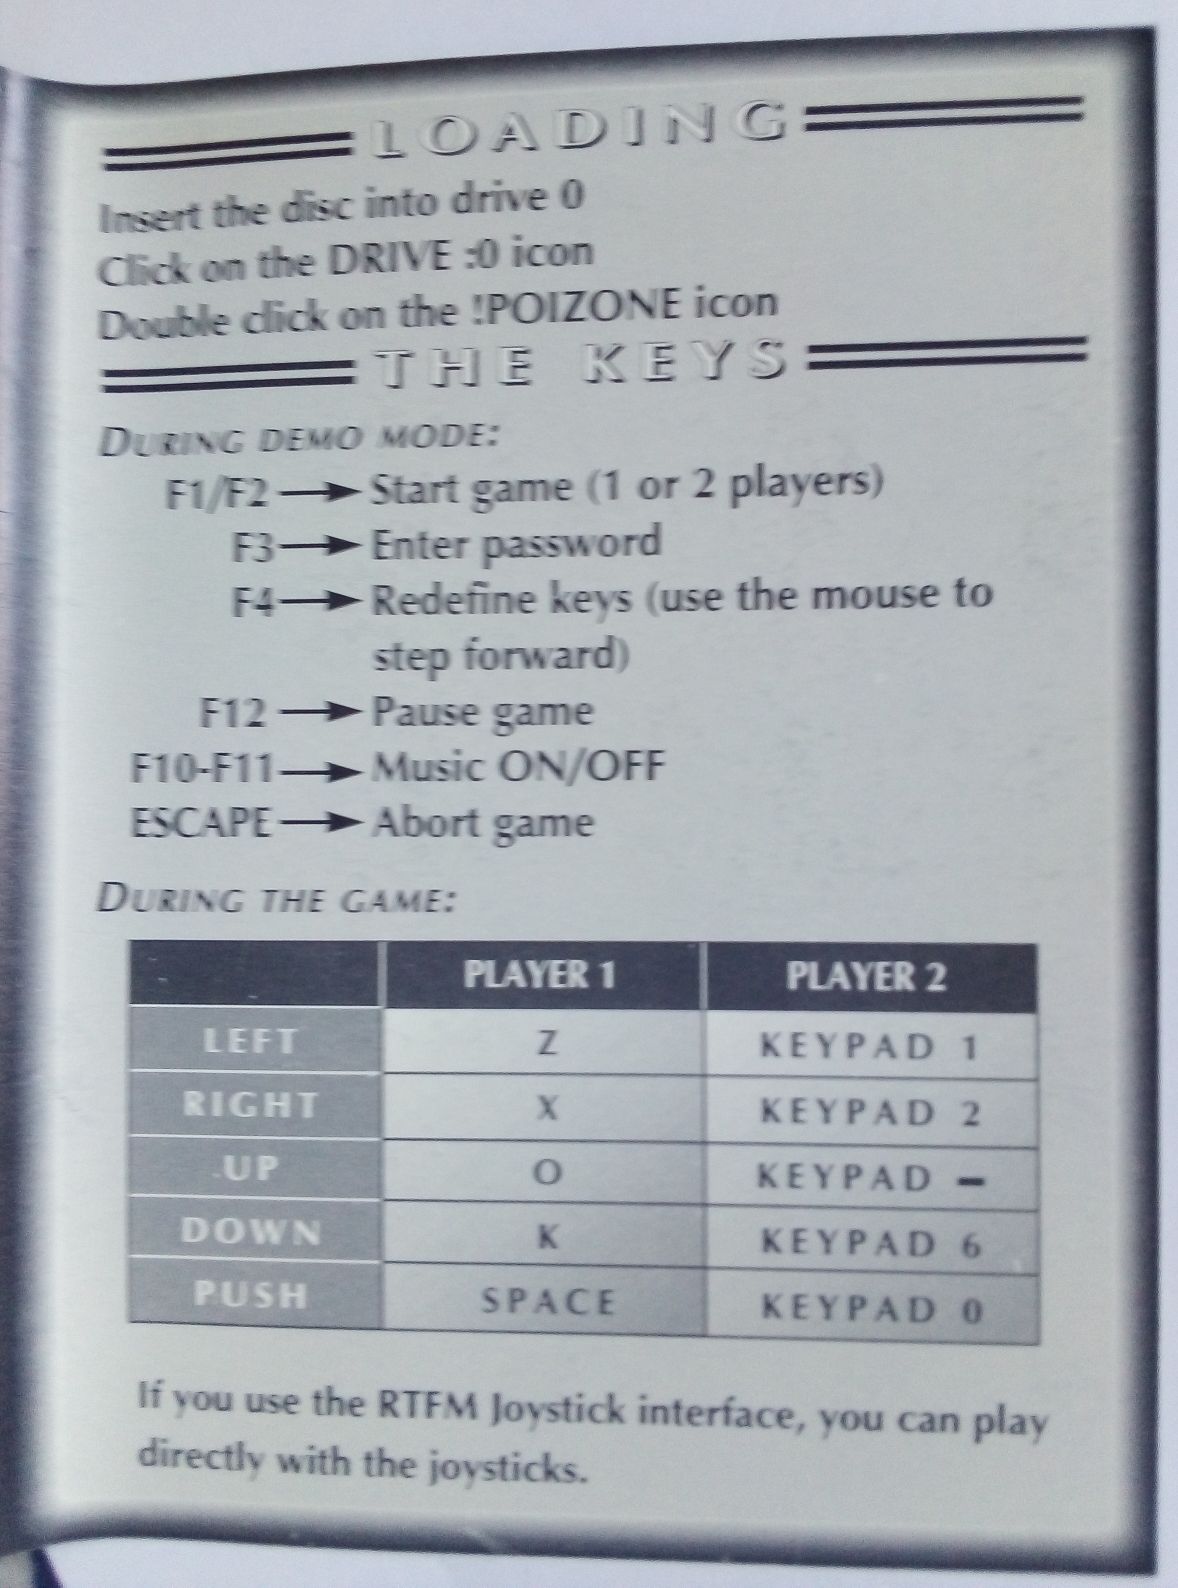 LOADING
Insert the disc into drive 0
Click on the DRIVE :0 icon
Double click on the !POIZONE icon
THE KEYS
DURING DEMO MODE:
F1/F2 → Start game (1 or 2 players)
F3 → Enter password
F4 → Redefine keys (use the mouse to
step forward)
F12 → Pause game
F10-F11 → Music ON/OFF
ESCAPE → Abort game
DURING THE GAME:
PLAYER 1 PLAYER 2
LEFT Z KEYPAD 1
RIGHT X KEYPAD 2
UP O KEYPAD –
DOWN K KEYPAD 6
PUSH SPACE KEYPAD 0
If you use the RTFM Joystick interface, you can play
directly with the joysticks.